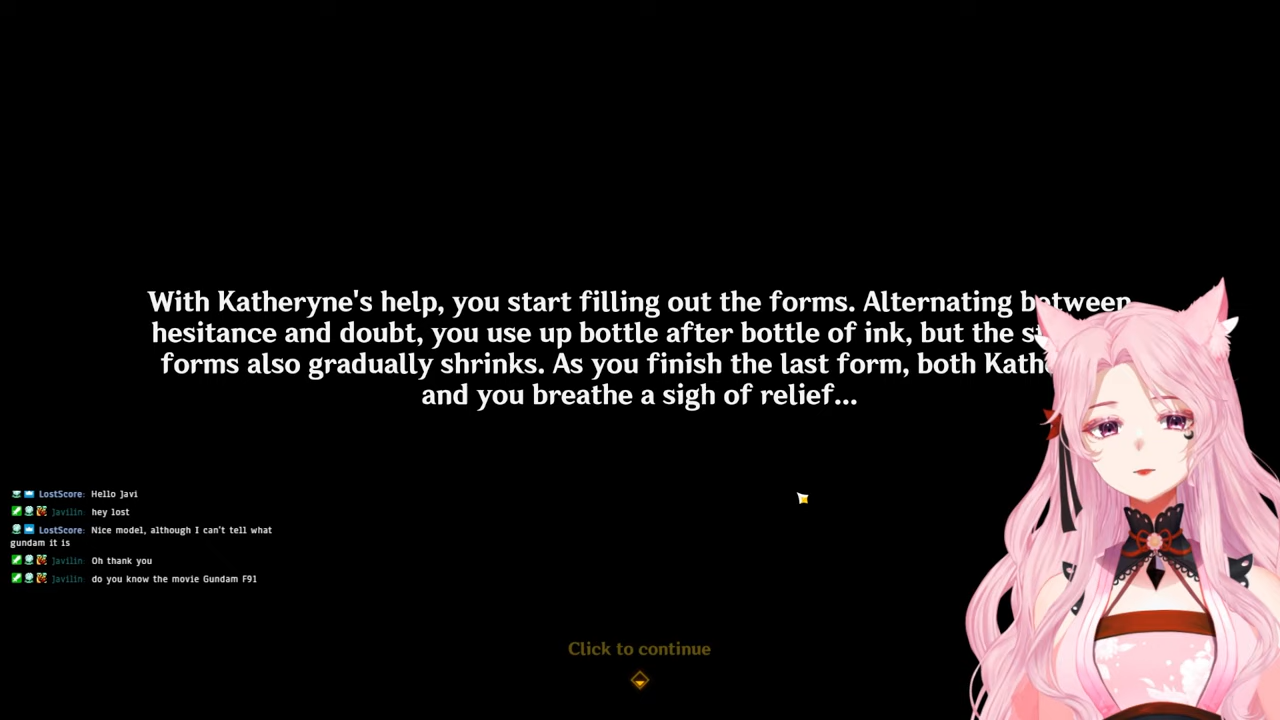 With Katheryne's help, you start filling out the forms. Alternating between
hesitance and doubt, you use up bottle after bottle of ink, but the
forms also gradually shrinks. As you finish the last form, both
and you breathe a sigh of relief...
LostScore: Hello Javi
Javilin: hey lost
LostScore: Nice model, although I can't tell what
gundam it is
Javilin: Oh thank you
Javilin: do you know the movie Gundam F91
Click to continue